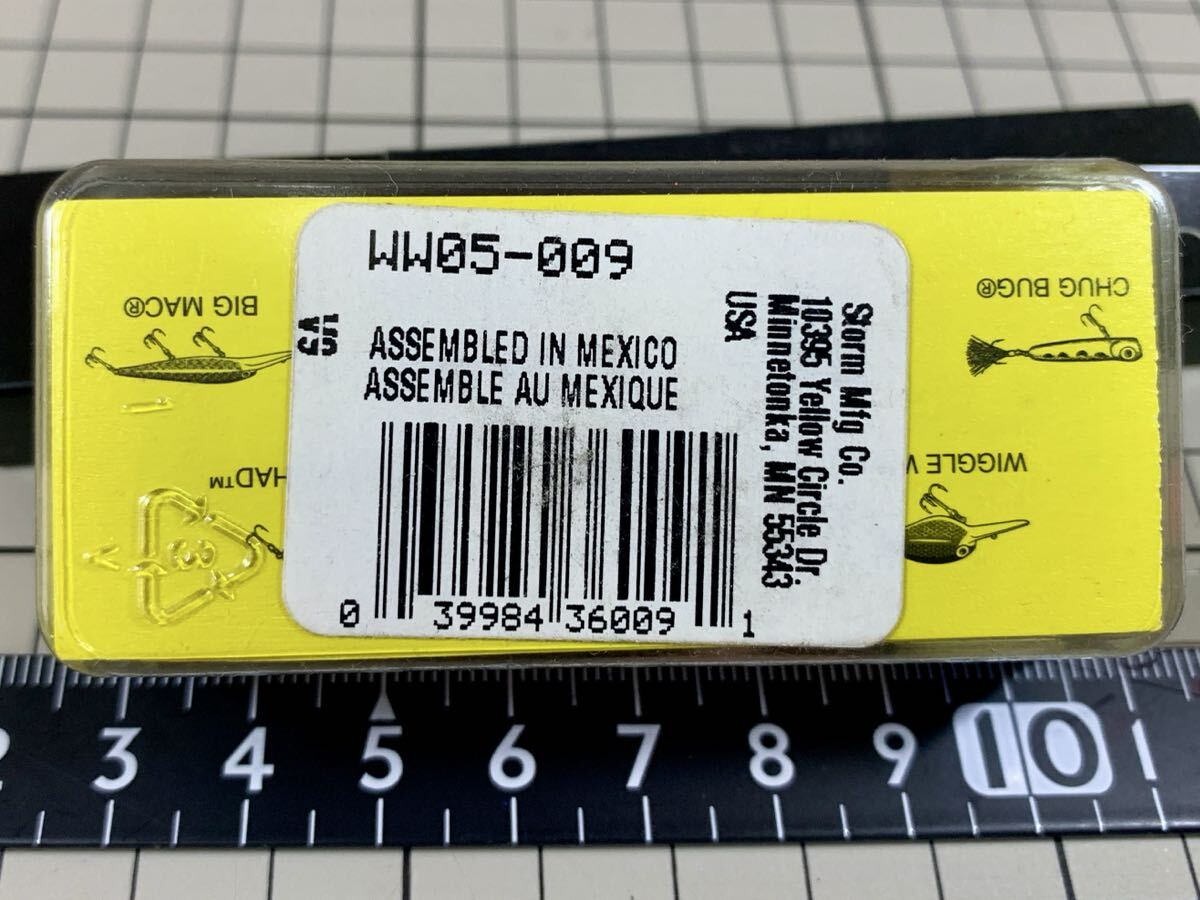 WW05-009
ASSEMBLED IN MEXICO
ASSEMBLE AU MEXIQUE
0 39984 36009 1
Storm Mfg Co.
10395 Yellow Circle Dr.
Minnetonka, MN 55343
USA
BIG MAC®
CHUG BUG®
WIGGLE
HAD™
3
V
2 3 4 5 6 7 8 9 10